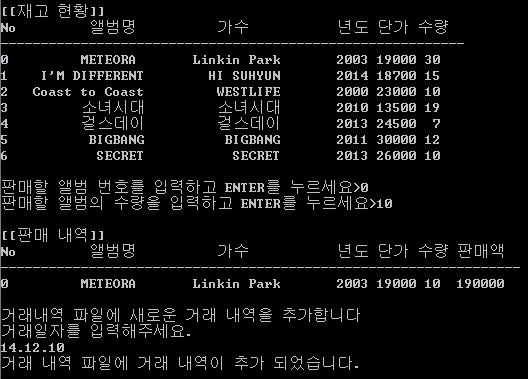 [[재고 현황]]
No 앨범명 가수 년도 단가 수량
--------------------------------------------------------------
0 METEORA Linkin Park 2003 19000 30
1 I'M DIFFERENT HI SUHYUN 2014 18700 15
2 Coast to Coast WESTLIFE 2000 23000 10
3 소녀시대 소녀시대 2010 13500 19
4 걸스데이 걸스데이 2013 24500 7
5 BIGBANG BIGBANG 2011 30000 12
6 SECRET SECRET 2013 26000 10
판매할 앨범 번호를 입력하고 ENTER를 누르세요>0
판매할 앨범의 수량을 입력하고 ENTER를 누르세요>10
[[판매 내역]]
No 앨범명 가수 년도 단가 수량 판매액
--------------------------------------------------------------
0 METEORA Linkin Park 2003 19000 10 190000
거래내역 파일에 새로운 거래 내역을 추가합니다
거래일자를 입력해주세요.
14.12.10
거래 내역 파일에 거래 내역이 추가 되었습니다.